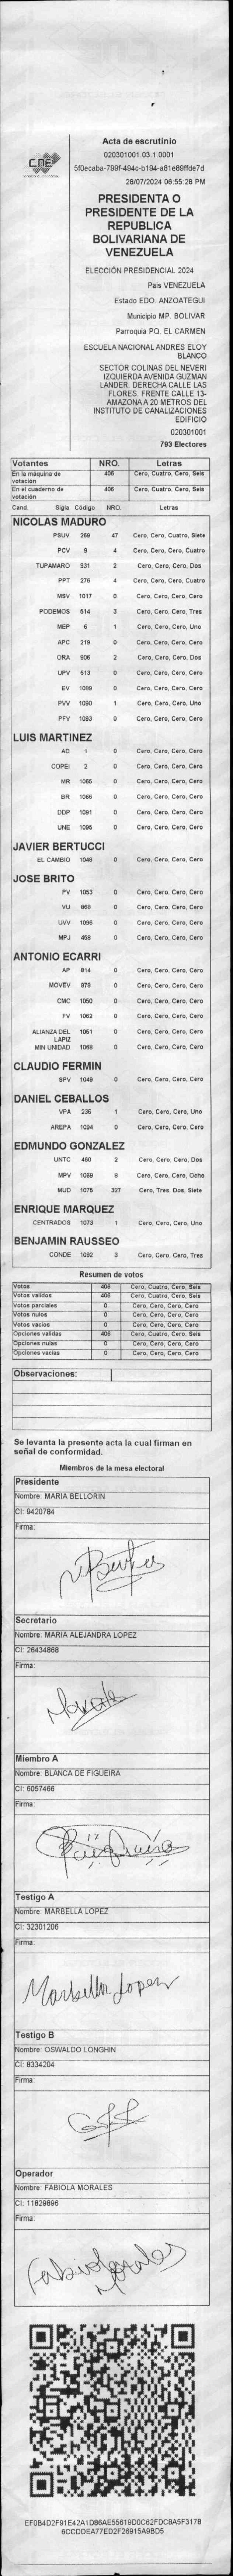 CNE
Acta de escrutinio
020301001.03.1.0001
5f0ecaba-799f-494c-b194-a81e89ffde7d
28/07/2024 06:55:28 PM
PRESIDENTA O
PRESIDENTE DE LA
REPUBLICA
BOLIVARIANA DE
VENEZUELA
ELECCIÓN PRESIDENCIAL 2024
País VENEZUELA
Estado EDO. ANZOATEGUI
Municipio MP. BOLIVAR
Parroquia PQ. EL CARMEN
ESCUELA NACIONAL ANDRES ELOY
BLANCO
SECTOR COLINAS DEL NEVERI
IZQUIERDA AVENIDA GUZMAN
LANDER. DERECHA CALLE LAS
FLORES. FRENTE CALLE 13-
AMAZONA A 20 METROS DEL
INSTITUTO DE CANALIZACIONES
EDIFICIO
020301001
793 Electores
Votantes NRO. Letras
En la máquina de votación 406 Cero, Cuatro, Cero, Seis
En el cuaderno de votación 406 Cero, Cuatro, Cero, Seis
Cand. Sigla Código NRO. Letras
NICOLAS MADURO
PSUV 269 47 Cero, Cero, Cuatro, Siete
PCV 9 4 Cero, Cero, Cero, Cuatro
TUPAMARO 931 2 Cero, Cero, Cero, Dos
PPT 276 4 Cero, Cero, Cero, Cuatro
MSV 1017 0 Cero, Cero, Cero, Cero
PODEMOS 514 3 Cero, Cero, Cero, Tres
MEP 6 1 Cero, Cero, Cero, Uno
APC 219 0 Cero, Cero, Cero, Cero
ORA 906 2 Cero, Cero, Cero, Dos
UPV 513 0 Cero, Cero, Cero, Cero
EV 1089 0 Cero, Cero, Cero, Cero
PVV 1090 1 Cero, Cero, Cero, Uno
PFV 1093 0 Cero, Cero, Cero, Cero
LUIS MARTINEZ
AD 1 0 Cero, Cero, Cero, Cero
COPEI 2 0 Cero, Cero, Cero, Cero
MR 1065 0 Cero, Cero, Cero, Cero
BR 1066 0 Cero, Cero, Cero, Cero
DDP 1091 0 Cero, Cero, Cero, Cero
UNE 1095 0 Cero, Cero, Cero, Cero
JAVIER BERTUCCI
EL CAMBIO 1048 0 Cero, Cero, Cero, Cero
JOSE BRITO
PV 1053 0 Cero, Cero, Cero, Cero
VU 869 0 Cero, Cero, Cero, Cero
UVV 1096 0 Cero, Cero, Cero, Cero
MPJ 458 0 Cero, Cero, Cero, Cero
ANTONIO ECARRI
AP 814 0 Cero, Cero, Cero, Cero
MOVEV 978 0 Cero, Cero, Cero, Cero
CMC 1050 0 Cero, Cero, Cero, Cero
FV 1062 0 Cero, Cero, Cero, Cero
ALIANZA DEL LAPIZ 1051 0 Cero, Cero, Cero, Cero
MIN UNIDAD 1068 0 Cero, Cero, Cero, Cero
CLAUDIO FERMIN
SPV 1049 0 Cero, Cero, Cero, Cero
DANIEL CEBALLOS
VPA 236 1 Cero, Cero, Cero, Uno
AREPA 1094 0 Cero, Cero, Cero, Cero
EDMUNDO GONZALEZ
UNTC 460 2 Cero, Cero, Cero, Dos
MPV 1069 8 Cero, Cero, Cero, Ocho
MUD 1075 327 Cero, Tres, Dos, Siete
ENRIQUE MARQUEZ
CENTRADOS 1073 1 Cero, Cero, Cero, Uno
BENJAMIN RAUSSEO
CONDE 1092 3 Cero, Cero, Cero, Tres
Resumen de votos
Votos 406 Cero, Cuatro, Cero, Seis
Votos validos 406 Cero, Cuatro, Cero, Seis
Votos parciales 0 Cero, Cero, Cero, Cero
Votos nulos 0 Cero, Cero, Cero, Cero
Votos vacios 0 Cero, Cero, Cero, Cero
Opciones validas 406 Cero, Cuatro, Cero, Seis
Opciones nulas 0 Cero, Cero, Cero, Cero
Opciones vacias 0 Cero, Cero, Cero, Cero
Observaciones:
Se levanta la presente acta la cual firman en
señal de conformidad.
Miembros de la mesa electoral
Presidente
Nombre: MARIA BELLORIN
CI: 9420784
Firma:
Secretario
Nombre: MARIA ALEJANDRA LOPEZ
CI: 26434868
Firma:
Miembro A
Nombre: BLANCA DE FIGUEIRA
CI: 6057466
Firma:
Testigo A
Nombre: MARBELLA LOPEZ
CI: 32301206
Firma:
Marbella Lopez
Testigo B
Nombre: OSWALDO LONGHIN
CI: 8334204
Firma:
Operador
Nombre: FABIOLA MORALES
CI: 11829896
Firma:
EF0B4D2F91E42A1D86AE55619D0C62FDC8A5F3178
6CCDDEA77ED2F26915A9BD5